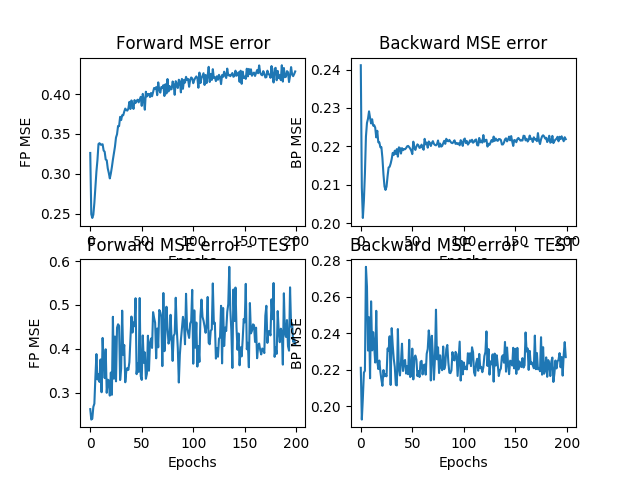 Forward MSE error
Backward MSE error
FP MSE
0.40
0.35
0.30
0.25
0 50 100 150 200
Epochs
BP MSE
0.24
0.23
0.22
0.21
0.20
0 50 100 150 200
Epochs
Forward MSE error - TEST
Backward MSE error - TEST
FP MSE
0.6
0.5
0.4
0.3
0 50 100 150 200
Epochs
BP MSE
0.28
0.26
0.24
0.22
0.20
0 50 100 150 200
Epochs